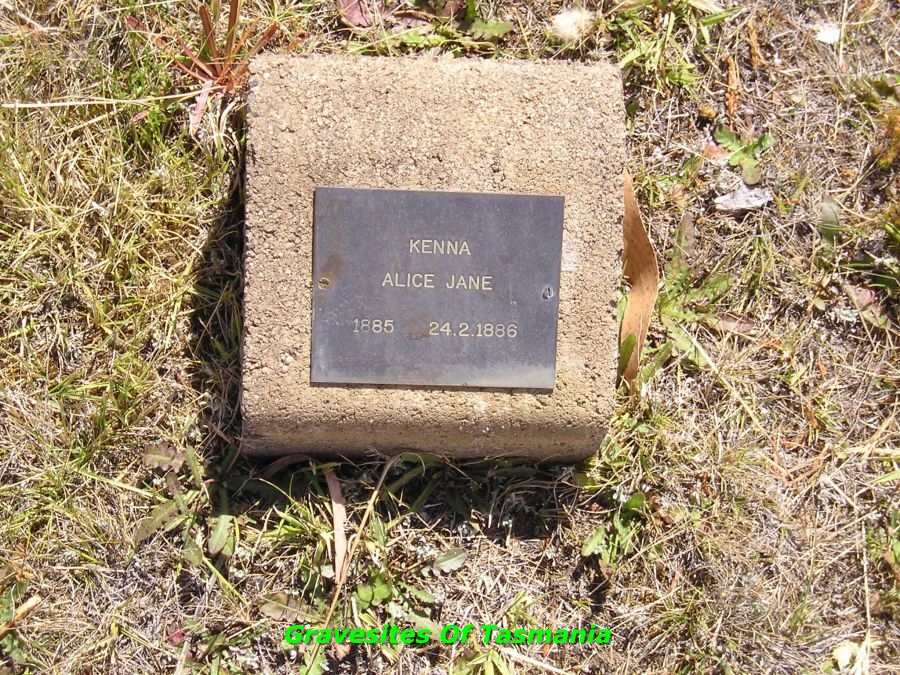 KENNA
ALICE JANE
1885 24.2.1886
Gravesites Of Tasmania